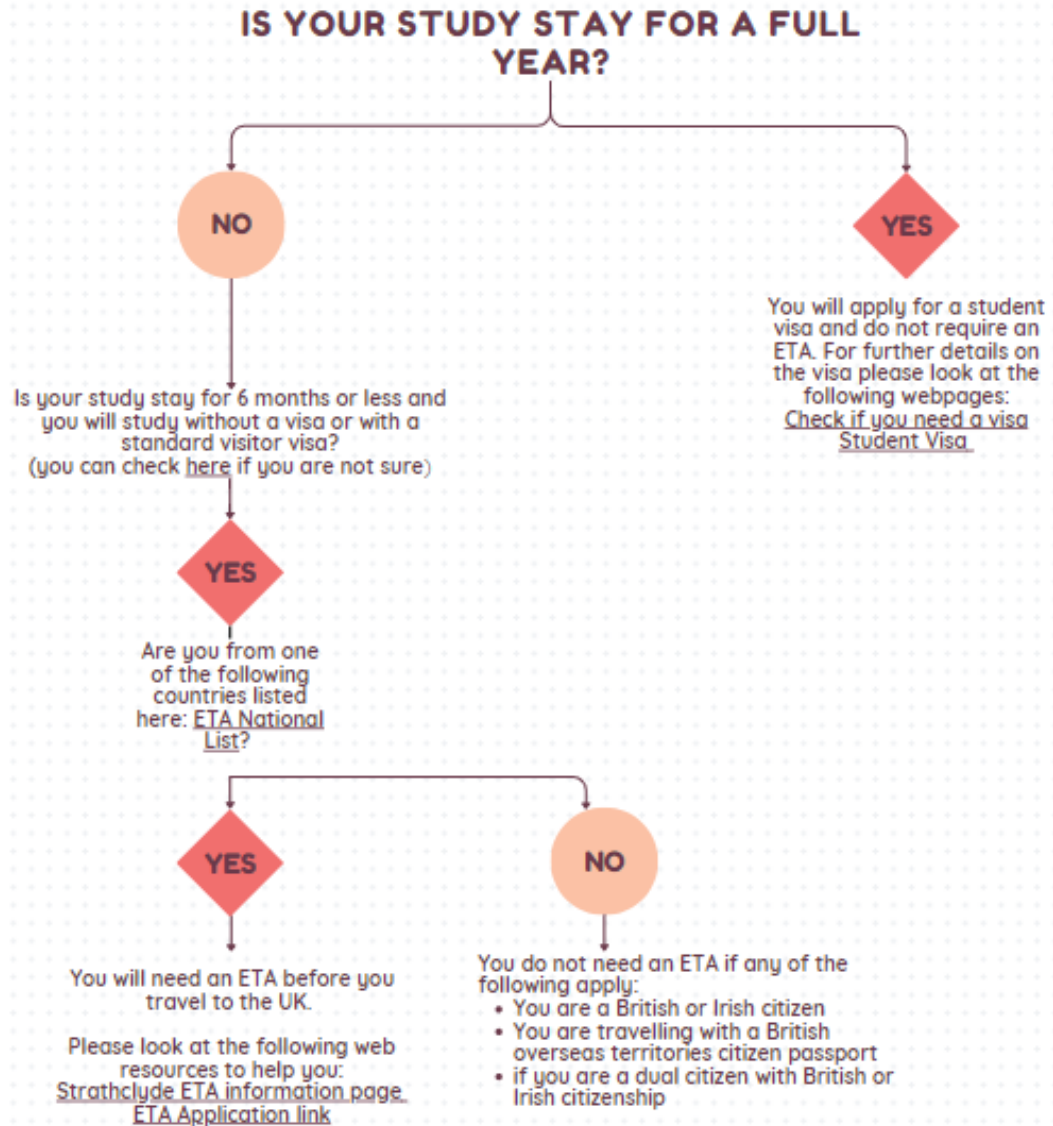 IS YOUR STUDY STAY FOR A FULL
YEAR?
NO
YES
You will apply for a student
visa and do not require an
ETA. For further details on
the visa please look at the
following webpages:
Check if you need a visa
Student Visa
Is your study stay for 6 months or less and
you will study without a visa or with a
standard visitor visa?
(you can check here if you are not sure)
YES
Are you from one
of the following
countries listed
here: ETA National
List?
YES
NO
You will need an ETA before you
travel to the UK.
Please look at the following web
resources to help you:
Strathclyde ETA information page
ETA Application link
You do not need an ETA if any of the
following apply:
• You are a British or Irish citizen
• You are travelling with a British
overseas territories citizen passport
• if you are a dual citizen with British or
Irish citizenship